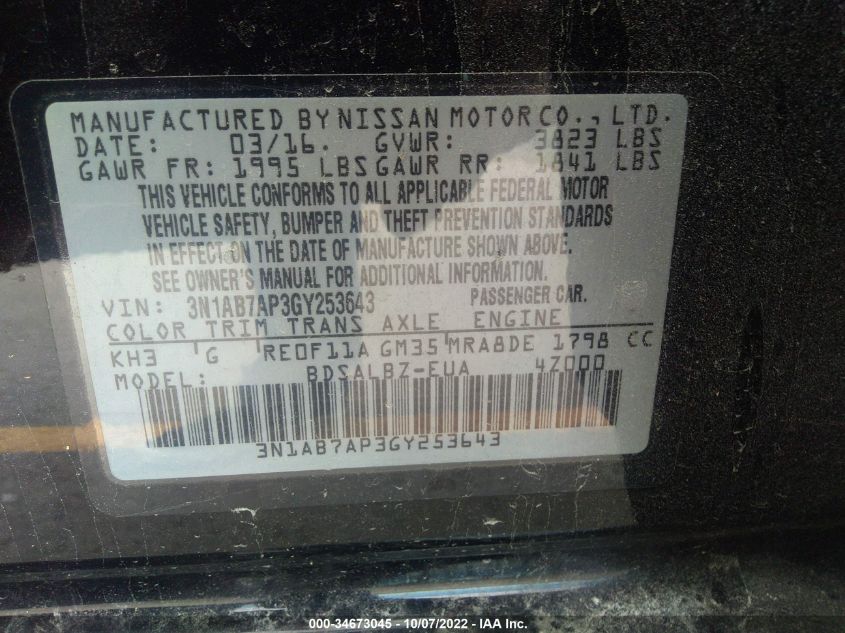 MANUFACTURED BY NISSAN MOTOR CO., LTD.
DATE: 03/16. GVWR: 3823 LBS
GAWR FR: 1995 LBS GAWR RR: 1841 LBS
THIS VEHICLE CONFORMS TO ALL APPLICABLE FEDERAL MOTOR
VEHICLE SAFETY, BUMPER AND THEFT PREVENTION STANDARDS
IN EFFECT ON THE DATE OF MANUFACTURE SHOWN ABOVE.
SEE OWNER'S MANUAL FOR ADDITIONAL INFORMATION.
VIN: 3N1AB7AP3GY253643 PASSENGER CAR.
COLOR TRIM TRANS AXLE ENGINE
KH3 G RE0F11A GM35 MRA8DE 1798 CC
MODEL: BDSALBZ-EUA 4Z000
3N1AB7AP3GY253643
000-34673045 - 10/07/2022 - IAA Inc.